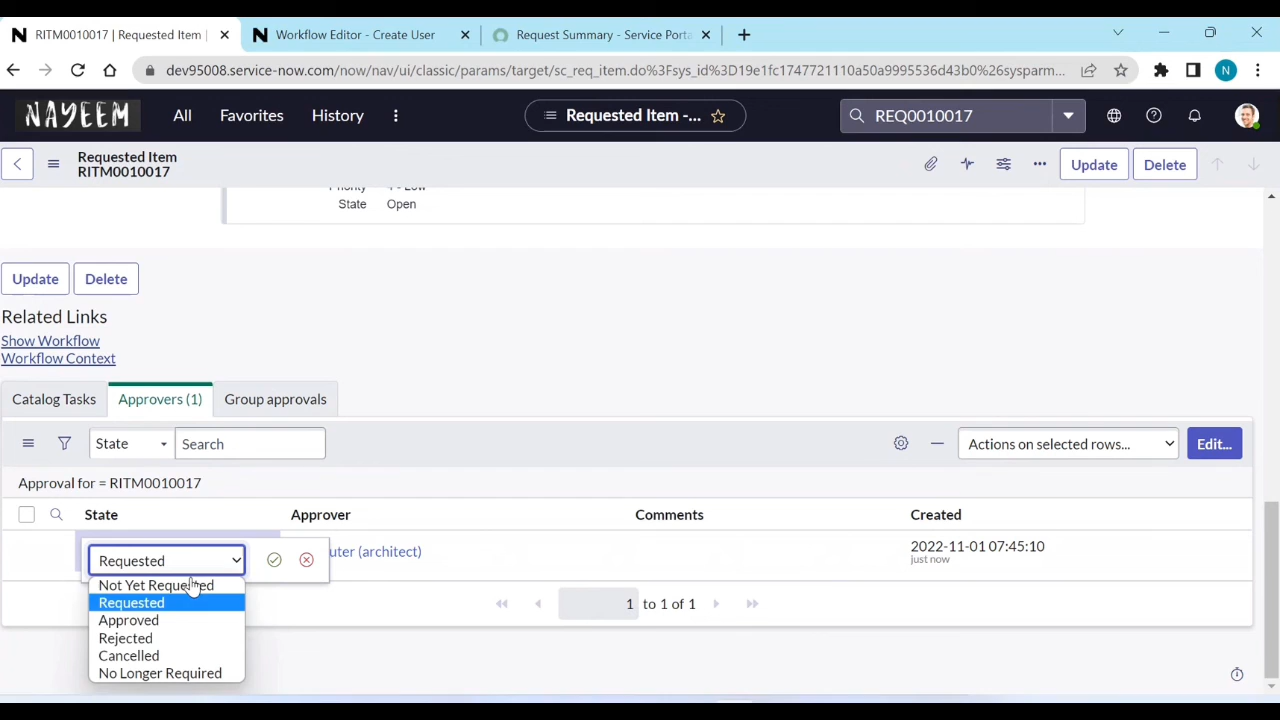 RITM0010017 | Requested Item |
Workflow Editor - Create User
Request Summary - Service Porta
dev95008.service-now.com/now/nav/ui/classic/params/target/sc_req_item.do%3Fsys_id%3D19e1fc1747721110a50a9995536d43b0%26sysparm...
N
NAYEEM
All
Favorites
History
Requested Item -...
REQ0010017
Requested Item
RITM0010017
Update
Delete
State
Open
Update
Delete
Related Links
Show Workflow
Workflow Context
Catalog Tasks
Approvers (1)
Group approvals
State
Search
Actions on selected rows...
Edit...
Approval for = RITM0010017
State
Approver
Comments
Created
Requested
uter (architect)
2022-11-01 07:45:10
just now
Not Yet Requested
Requested
Approved
Rejected
Cancelled
No Longer Required
1 to 1 of 1